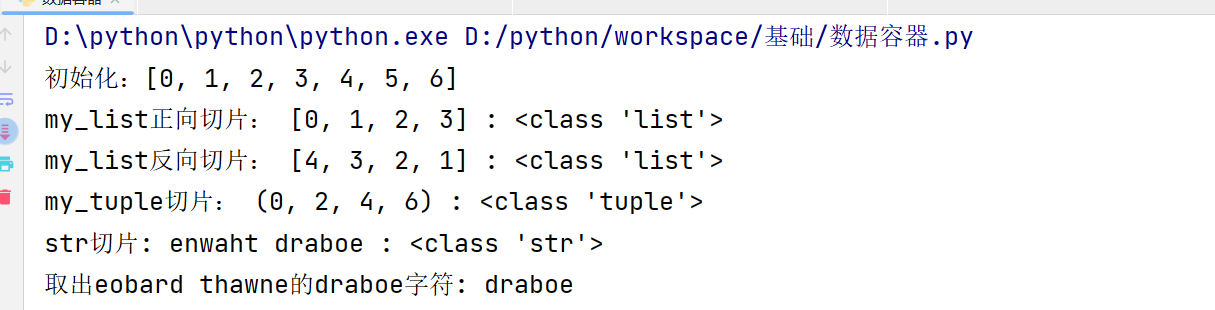 数据容器
D:\python\python\python.exe D:/python/workspace/基础/数据容器.py
初始化：[0, 1, 2, 3, 4, 5, 6]
my_list正向切片： [0, 1, 2, 3] : <class 'list'>
my_list反向切片： [4, 3, 2, 1] : <class 'list'>
my_tuple切片： (0, 2, 4, 6) : <class 'tuple'>
str切片: enwaht draboe : <class 'str'>
取出eobard thawne的draboe字符: draboe